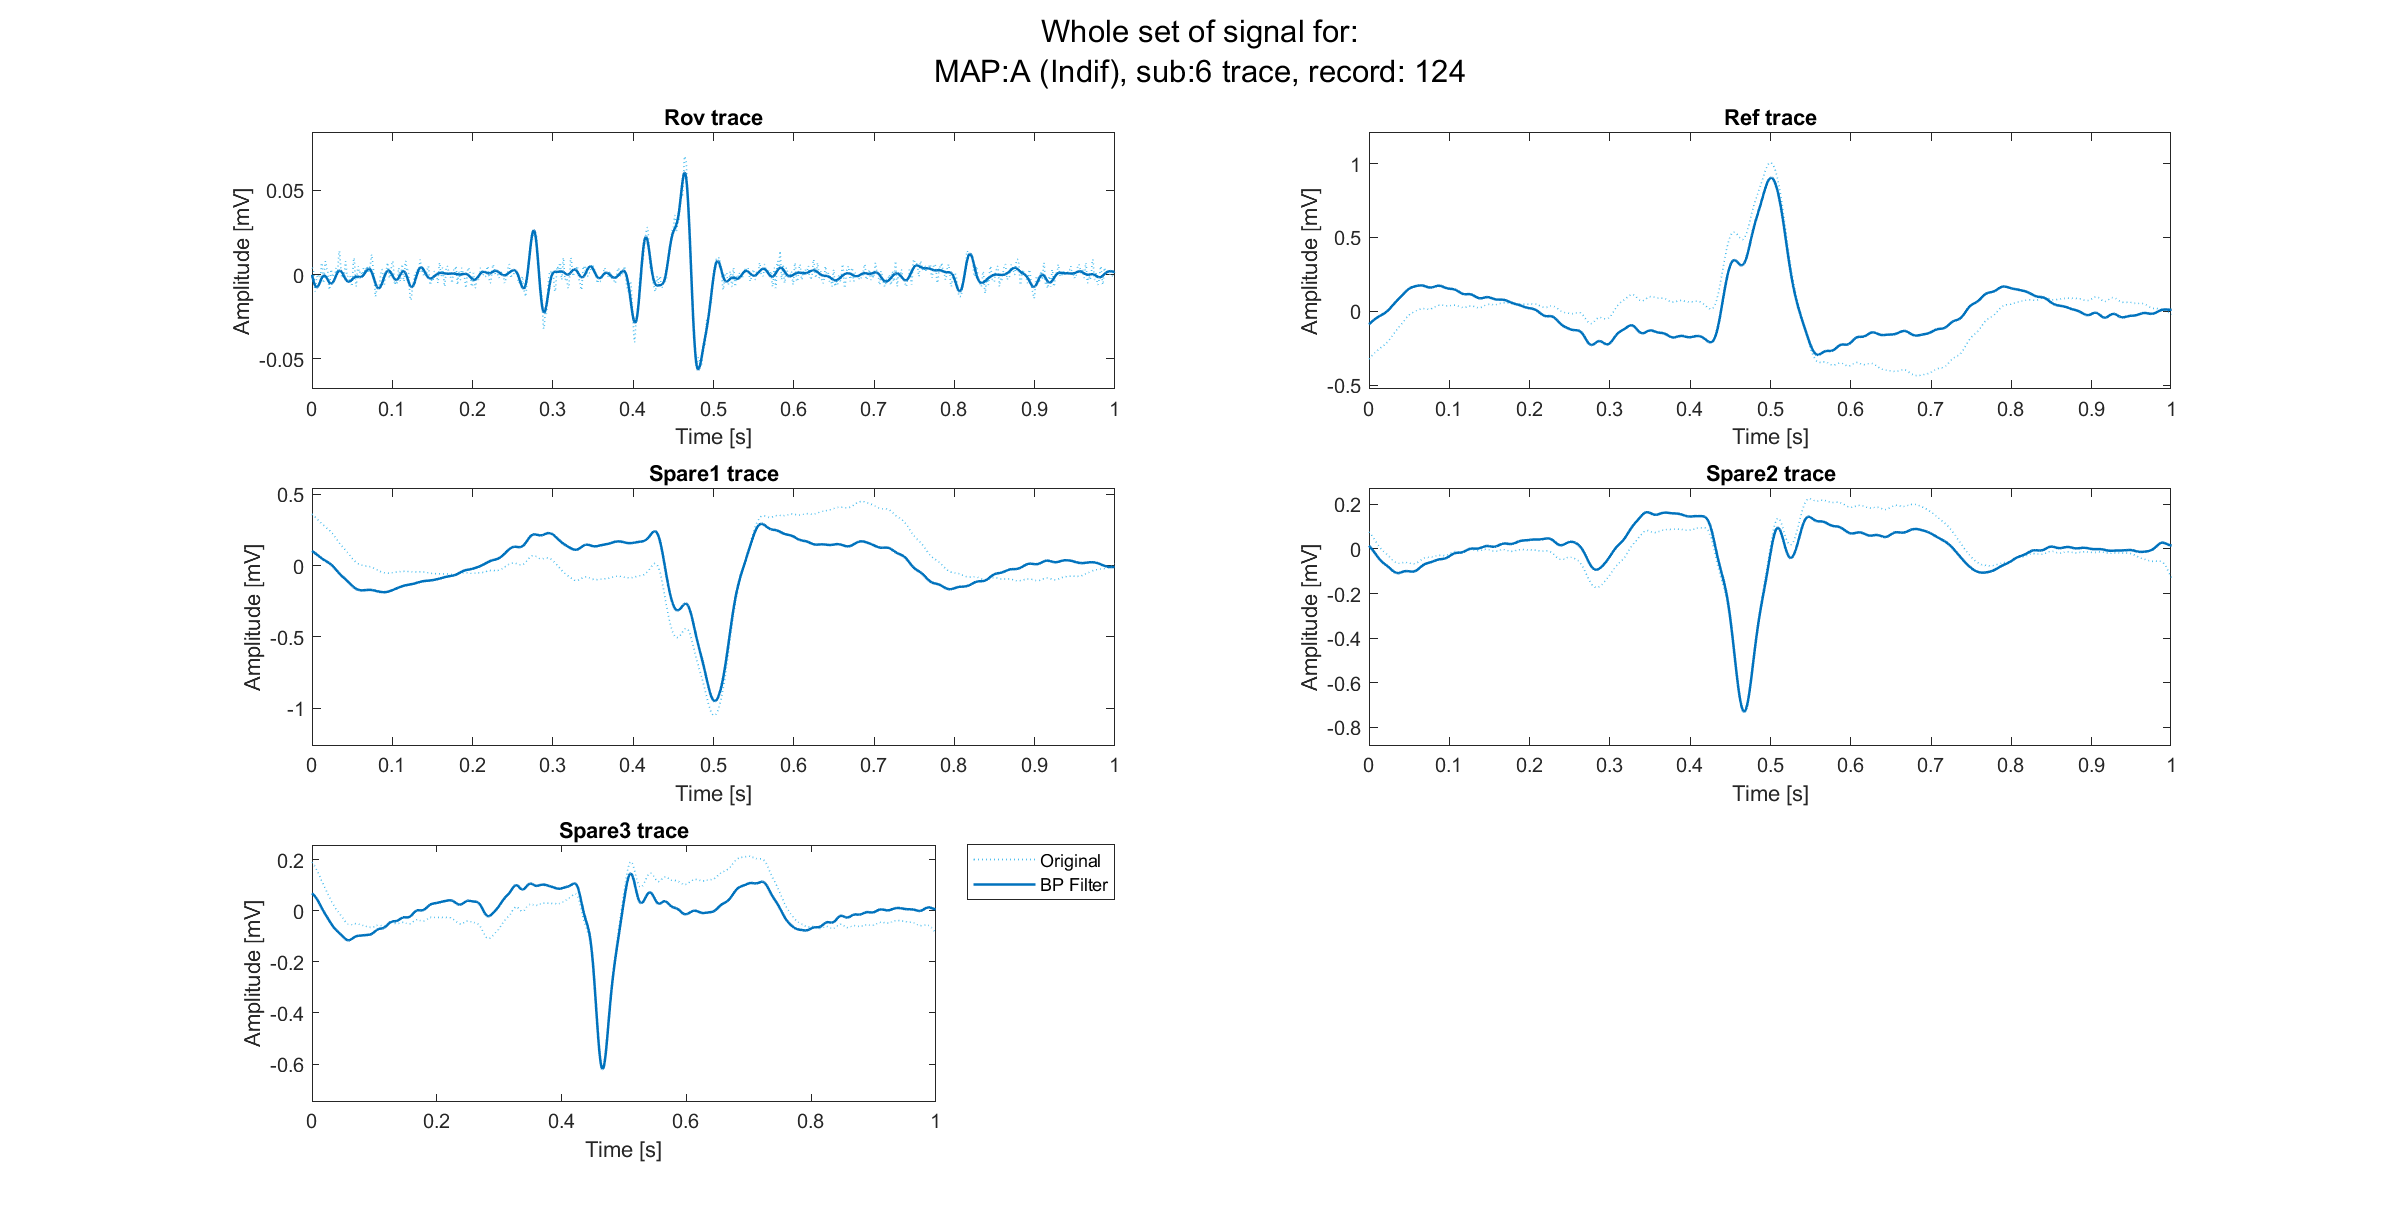 Whole set of signal for:
MAP:A (Indif), sub:6 trace, record: 124
Rov trace
Amplitude [mV]
0.05
0
-0.05
0 0.1 0.2 0.3 0.4 0.5 0.6 0.7 0.8 0.9 1
Time [s]
Ref trace
Amplitude [mV]
1
0.5
0
-0.5
0 0.1 0.2 0.3 0.4 0.5 0.6 0.7 0.8 0.9 1
Time [s]
Spare1 trace
Amplitude [mV]
0.5
0
-0.5
-1
0 0.1 0.2 0.3 0.4 0.5 0.6 0.7 0.8 0.9 1
Time [s]
Spare2 trace
Amplitude [mV]
0.2
0
-0.2
-0.4
-0.6
-0.8
0 0.1 0.2 0.3 0.4 0.5 0.6 0.7 0.8 0.9 1
Time [s]
Spare3 trace
Amplitude [mV]
0.2
0
-0.2
-0.4
-0.6
0 0.2 0.4 0.6 0.8 1
Time [s]
Original
BP Filter